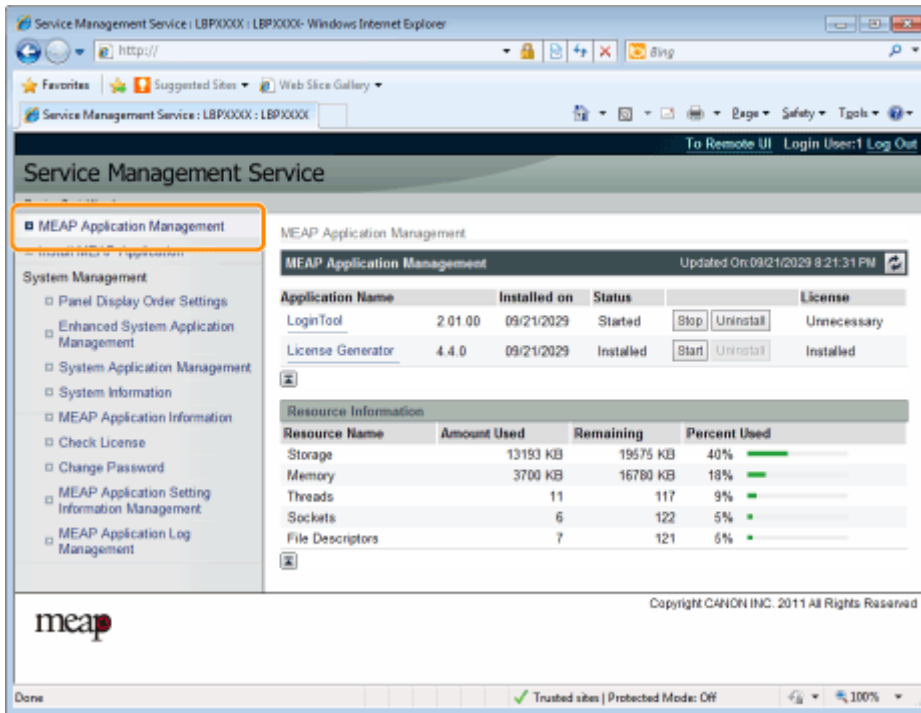 Service Management Service : LBPXXXX : LBPXXXX- Windows Internet Explorer
http://
Bing
Favorites Suggested Sites Web Slice Gallery
Service Management Service : LBPXXXX : LBPXXXX
Page Safety Tools
To Remote UI Login User:1 Log Out
Service Management Service
MEAP Application Management
Install MEAP Application
System Management
Panel Display Order Settings
Enhanced System Application
Management
System Application Management
System Information
MEAP Application Information
Check License
Change Password
MEAP Application Setting
Information Management
MEAP Application Log
Management
MEAP Application Management
MEAP Application Management Updated On:09/21/2029 8:21:31 PM
Application Name Installed on Status License
LoginTool 2.01.00 09/21/2029 Started Stop Uninstall Unnecessary
License Generator 4.4.0 09/21/2029 Installed Start Uninstall Installed
Resource Information
Resource Name Amount Used Remaining Percent Used
Storage 13193 KB 19575 KB 40%
Memory 3700 KB 16780 KB 18%
Threads 11 117 9%
Sockets 6 122 5%
File Descriptors 7 121 6%
Copyright CANON INC. 2011 All Rights Reserved
meap
Done Trusted sites | Protected Mode: Off 100%